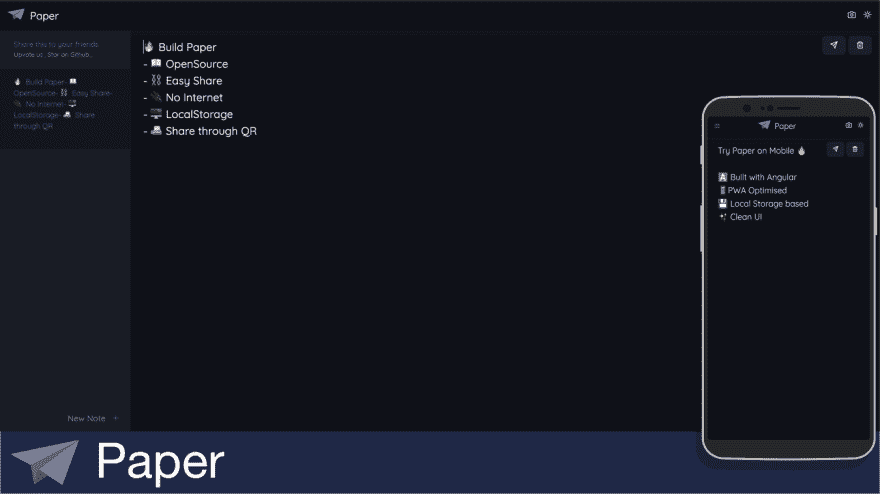 Paper
Share this to your friends
Upvote us, Star on Github..
Build Paper-
OpenSource- Easy Share-
No Internet-
LocalStorage- Share
through QR
New Note +
Build Paper
- OpenSource
- Easy Share
- No Internet
- LocalStorage
- Share through QR
Paper
Try Paper on Mobile
Built with Angular
PWA Optimised
Local Storage based
Clean UI
Paper